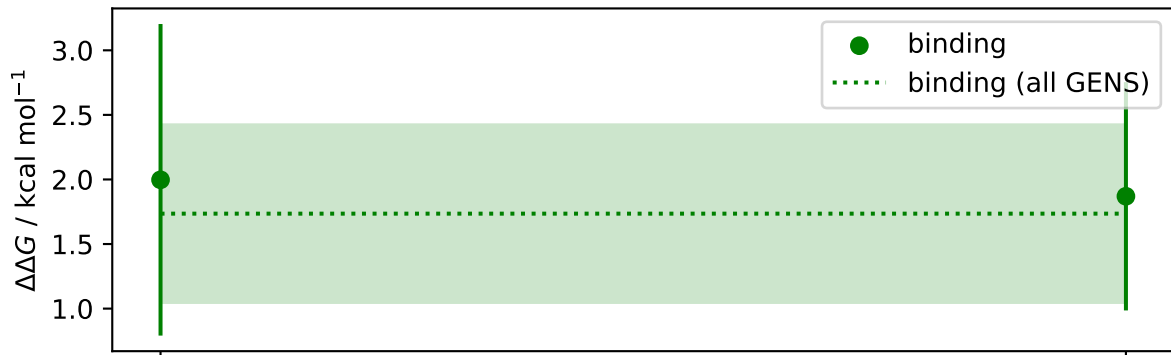 ΔΔG / kcal mol⁻¹
3.0
2.5
2.0
1.5
1.0
binding
binding (all GENS)